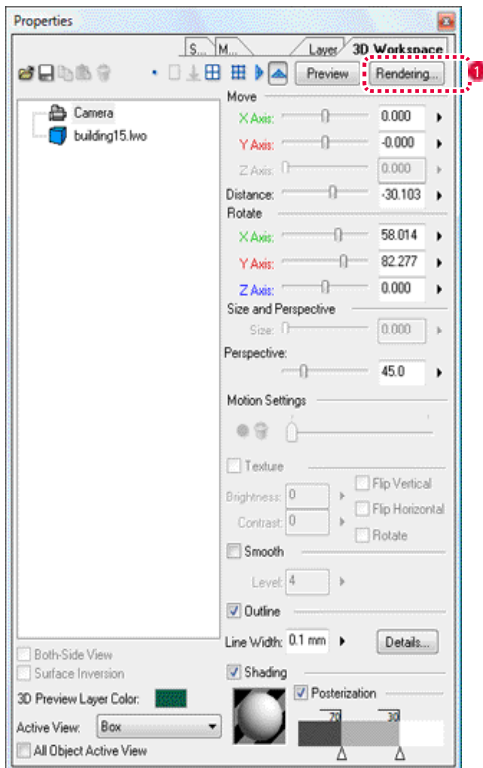 Properties
S... M... Layer 3D Workspace
Preview Rendering... 1
Camera
building15.lwo
Move
X Axis: 0.000
Y Axis: -0.000
Z Axis: 0.000
Distance: -30.103
Rotate
X Axis: 58.014
Y Axis: 82.277
Z Axis: 0.000
Size and Perspective
Size: 0.000
Perspective:
45.0
Motion Settings
Texture
Brightness: 0
Contrast: 0
Flip Vertical
Flip Horizontal
Rotate
Smooth
Level: 4
Outline
Line Width: 0.1 mm Details...
Shading
Posterization
70 30
Both-Side View
Surface Inversion
3D Preview Layer Color:
Active View: Box
All Object Active View